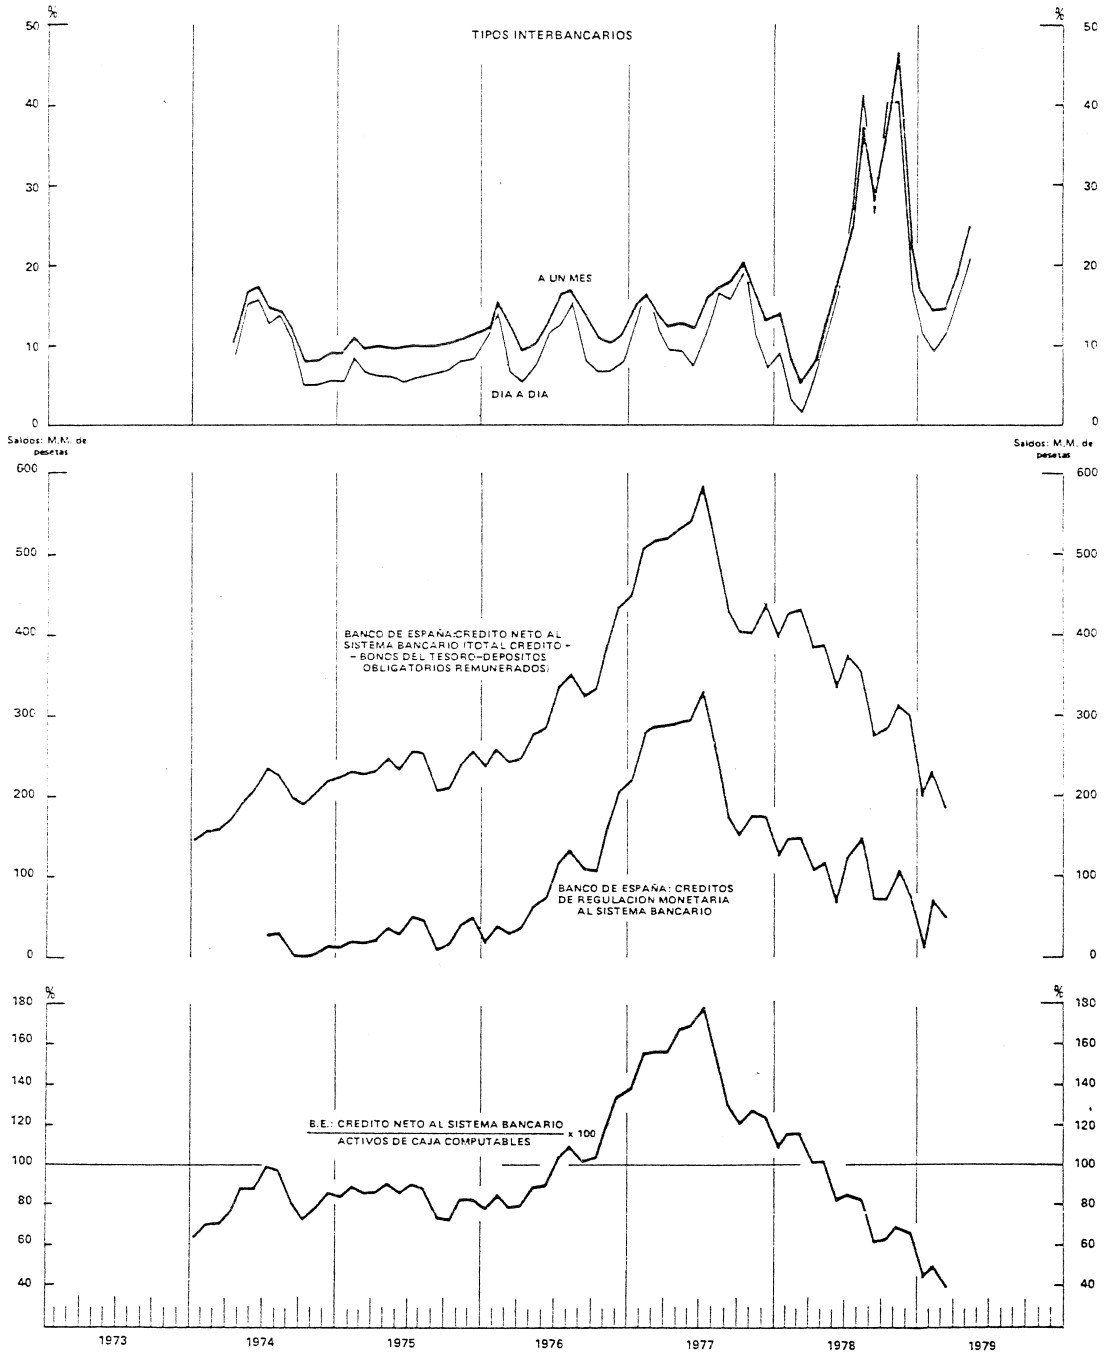 % %
50 TIPOS INTERBANCARIOS 50
40 40
30 30
20 20
A UN MES
10 10
DIA A DIA
0 0
Saldos: M.M. de pesetas Saldos: M.M. de pesetas
600 600
500 500
400 400
BANCO DE ESPAÑA:CREDITO NETO AL
SISTEMA BANCARIO (TOTAL CREDITO -
- BONOS DEL TESORO-DEPOSITOS
OBLIGATORIOS REMUNERADOS)
300 300
200 200
100 100
BANCO DE ESPAÑA: CREDITOS
DE REGULACION MONETARIA
AL SISTEMA BANCARIO
0 0
% %
180 180
160 160
140 140
120 120
B.E.: CREDITO NETO AL SISTEMA BANCARIO
ACTIVOS DE CAJA COMPUTABLES x 100
100 100
80 80
60 60
40 40
1973 1974 1975 1976 1977 1978 1979